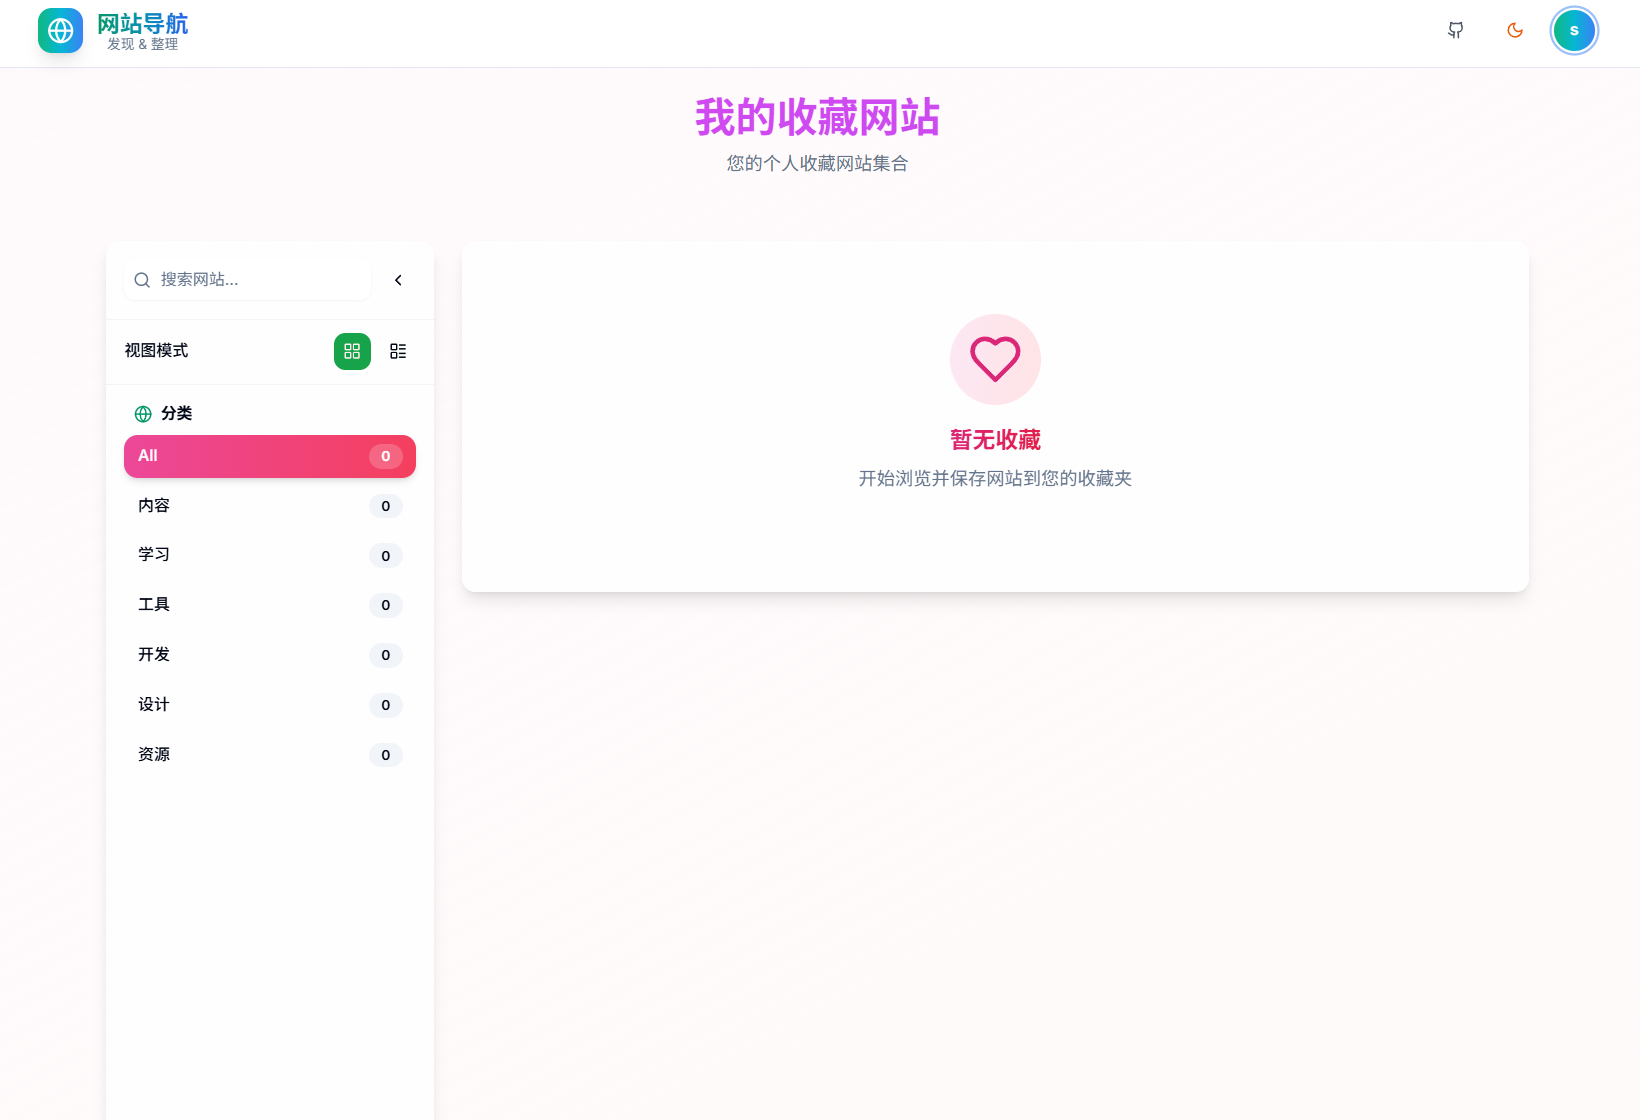 网站导航
发现 & 整理
s
我的收藏网站
您的个人收藏网站集合
搜索网站...
视图模式
分类
All 0
内容 0
学习 0
工具 0
开发 0
设计 0
资源 0
暂无收藏
开始浏览并保存网站到您的收藏夹